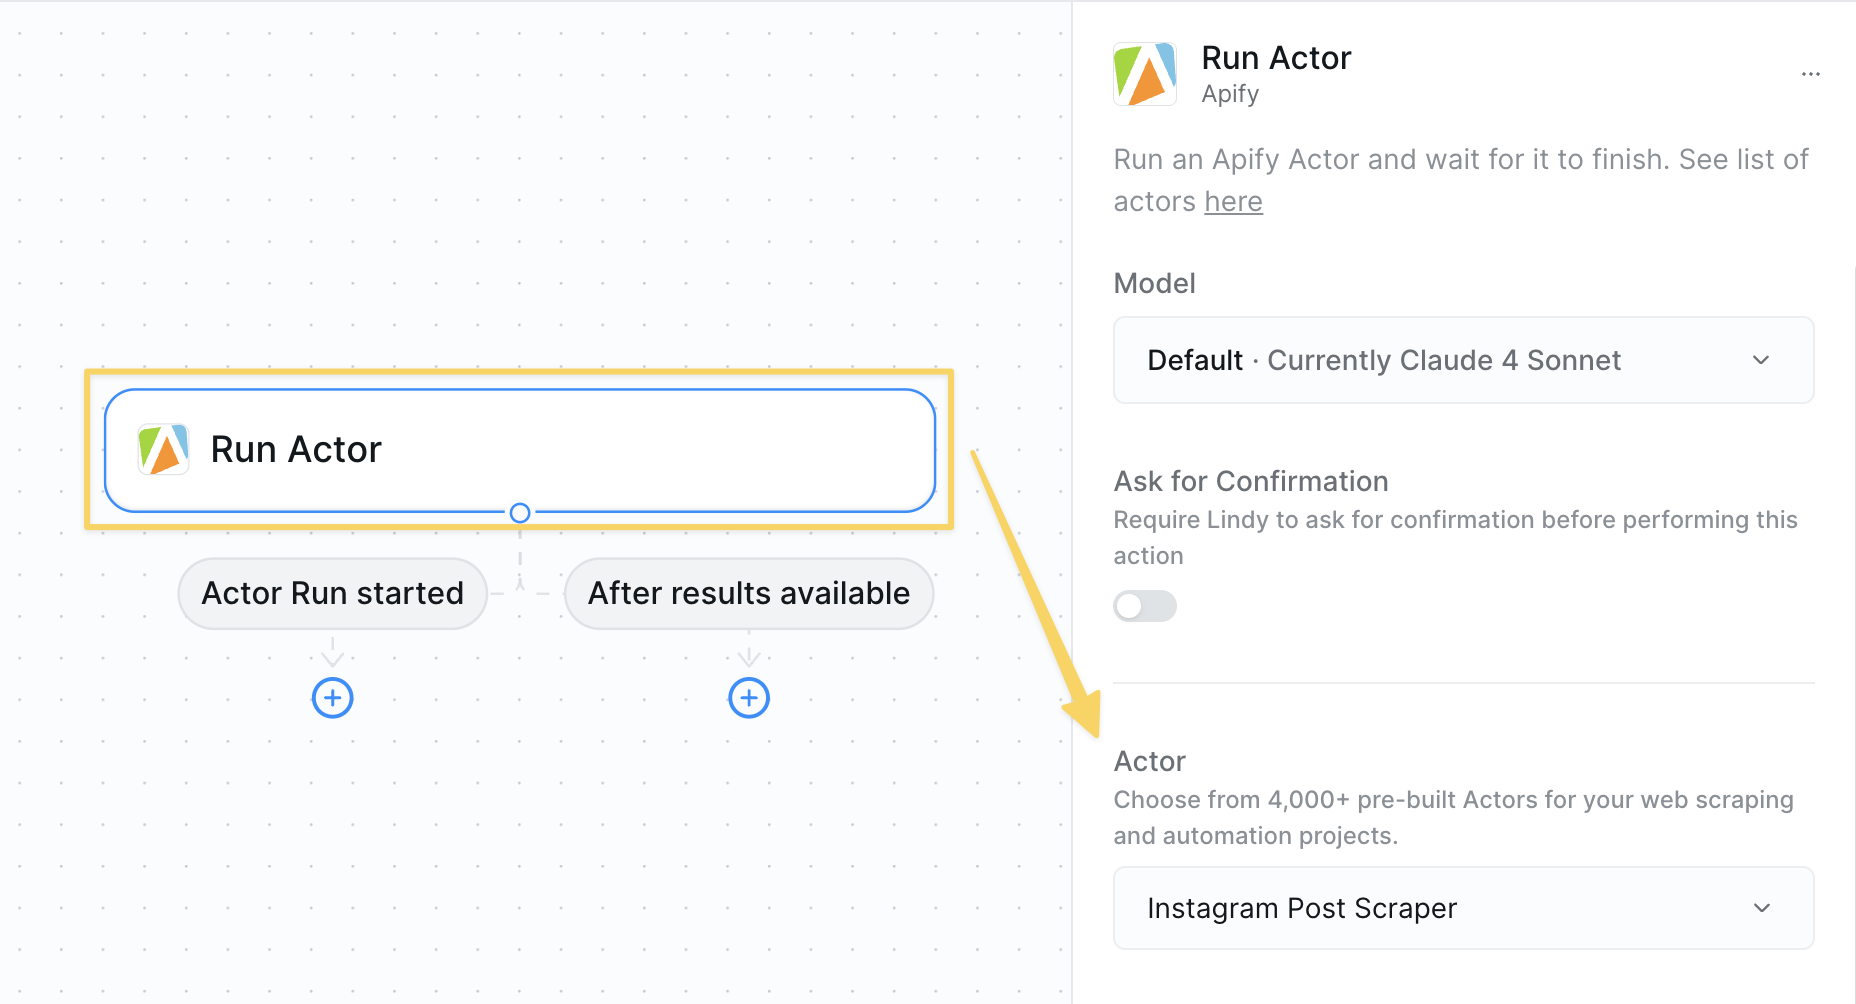 Run Actor
Actor Run started
After results available
Run Actor
Apify
Run an Apify Actor and wait for it to finish. See list of
actors here
Model
Default · Currently Claude 4 Sonnet
Ask for Confirmation
Require Lindy to ask for confirmation before performing this
action
Actor
Choose from 4,000+ pre-built Actors for your web scraping
and automation projects.
Instagram Post Scraper